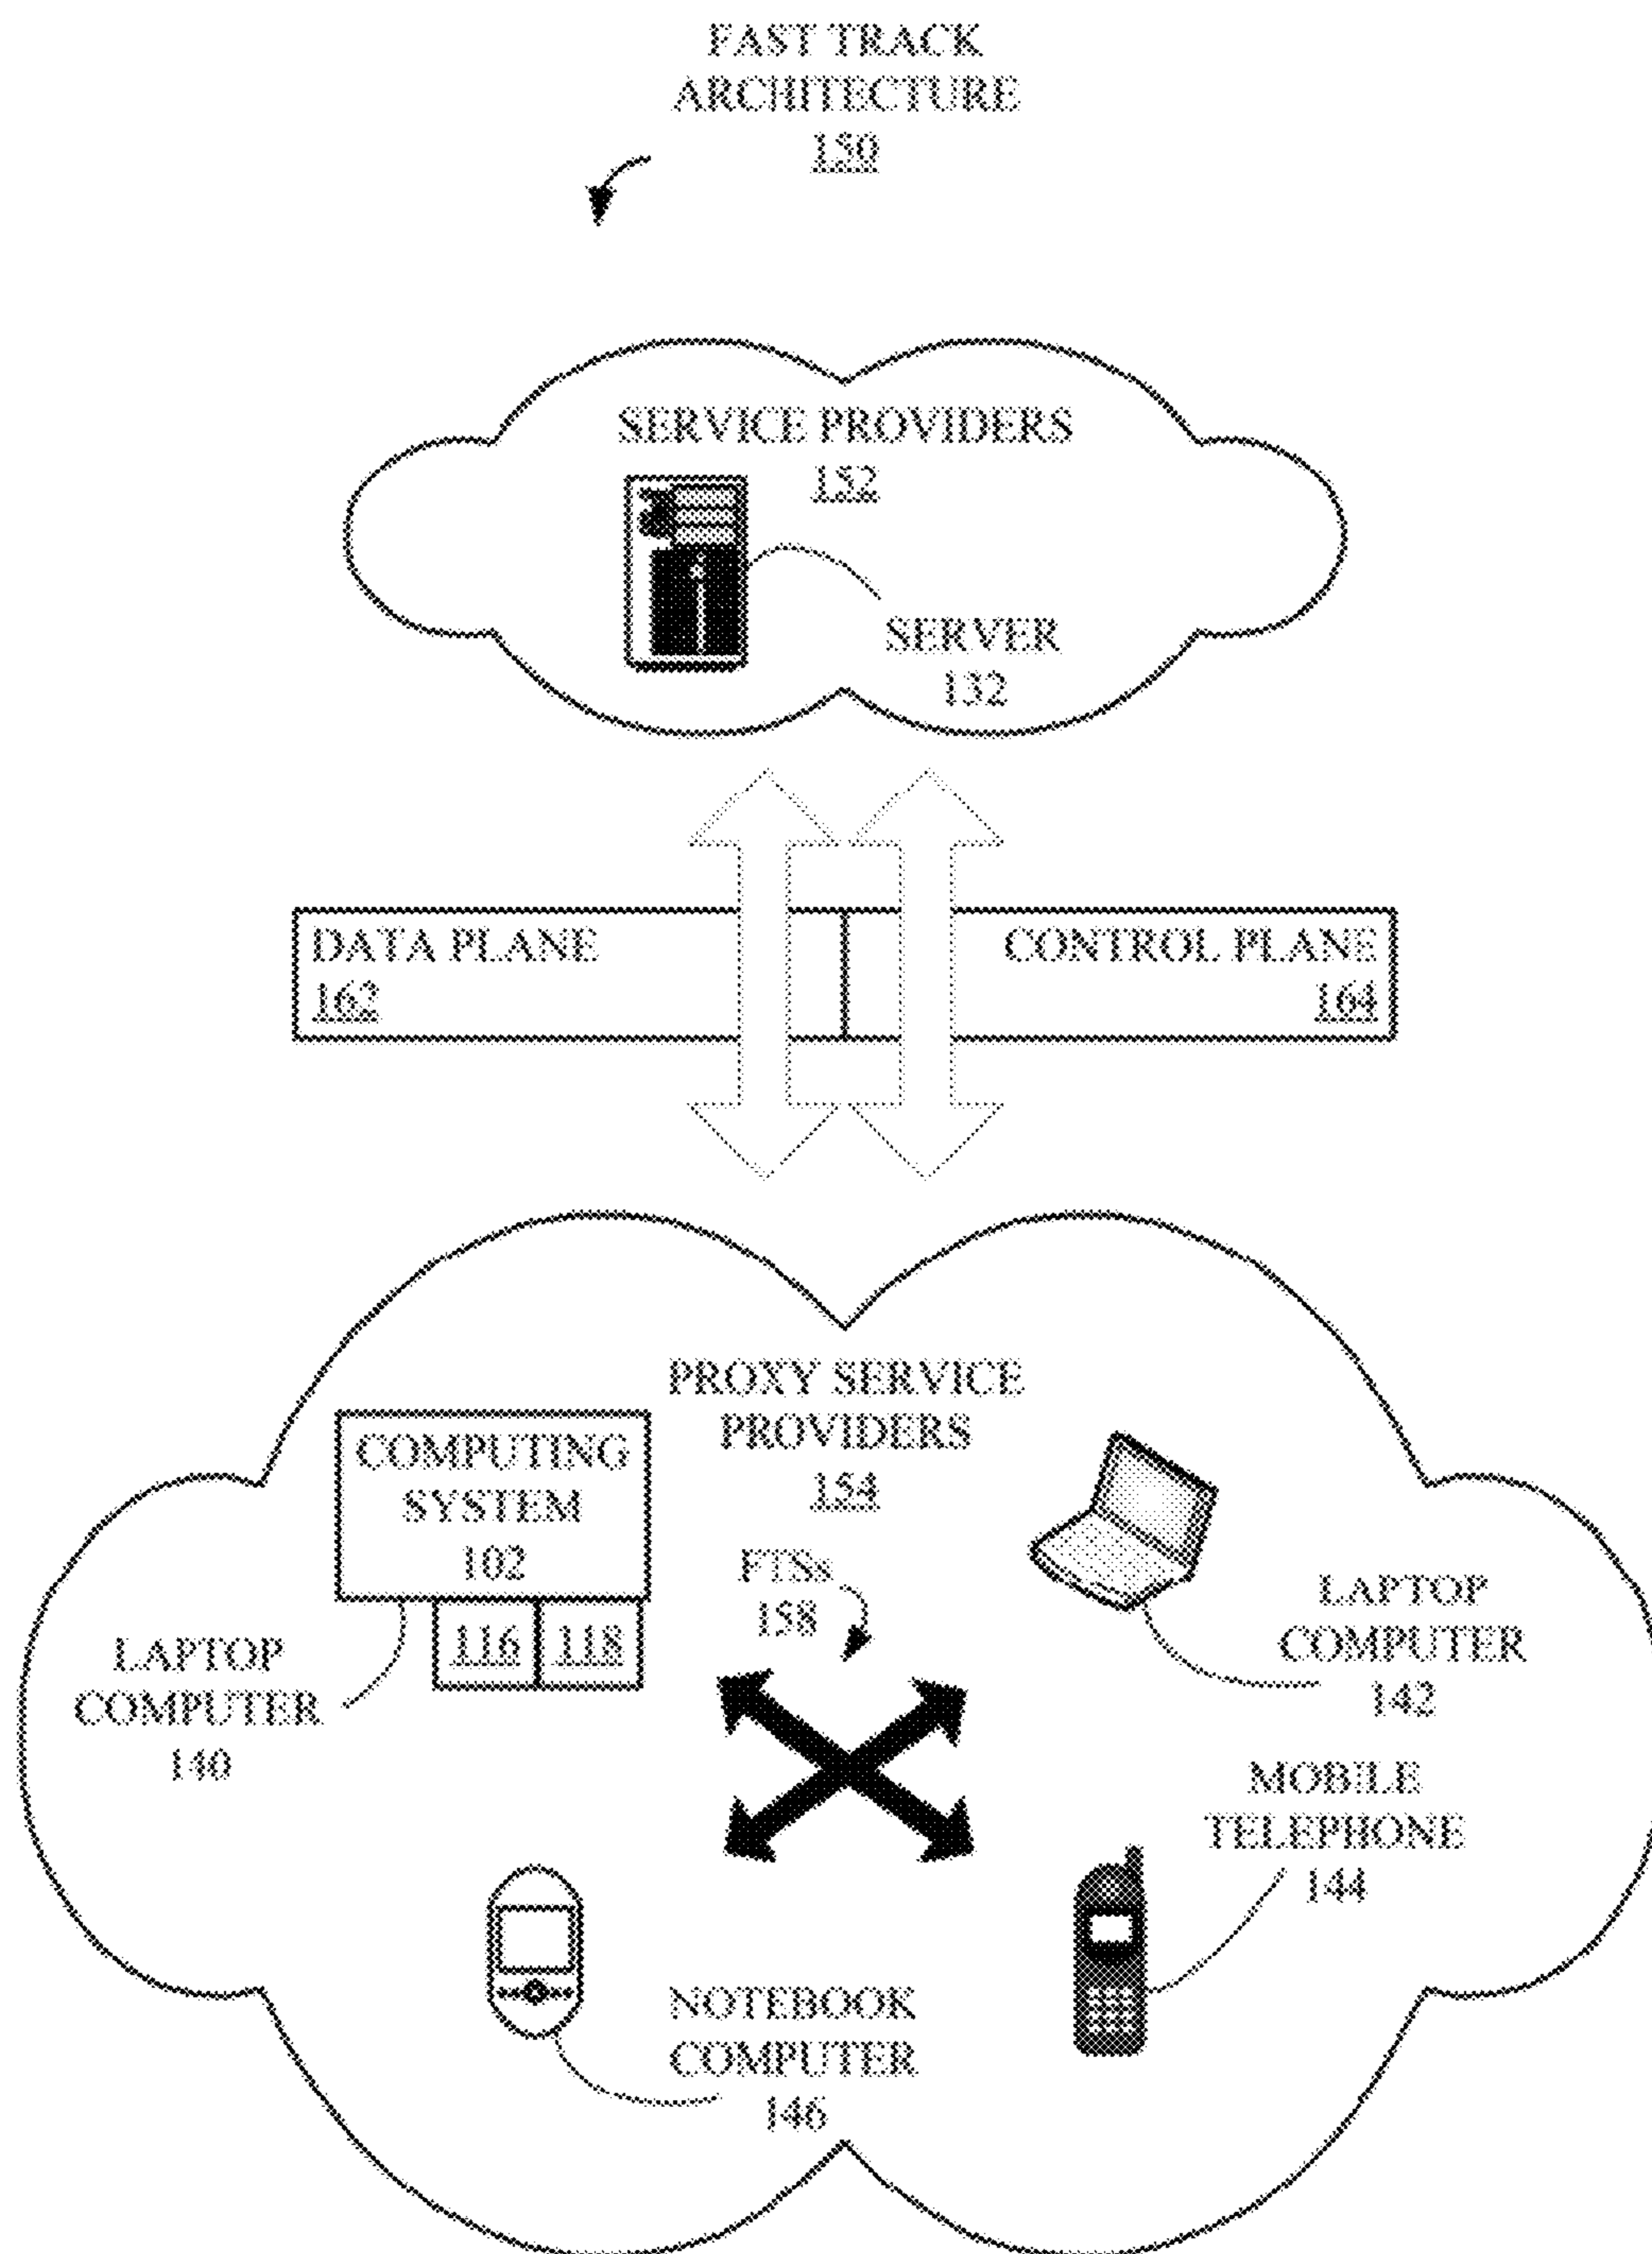 FAST TRACK
ARCHITECTURE
150
SERVICE PROVIDERS
152
SERVER
132
DATA PLANE
162
CONTROL PLANE
164
PROXY SERVICE
PROVIDERS
154
COMPUTING
SYSTEM
102
116 118
FTSs
158
LAPTOP
COMPUTER
140
LAPTOP
COMPUTER
142
MOBILE
TELEPHONE
144
NOTEBOOK
COMPUTER
146